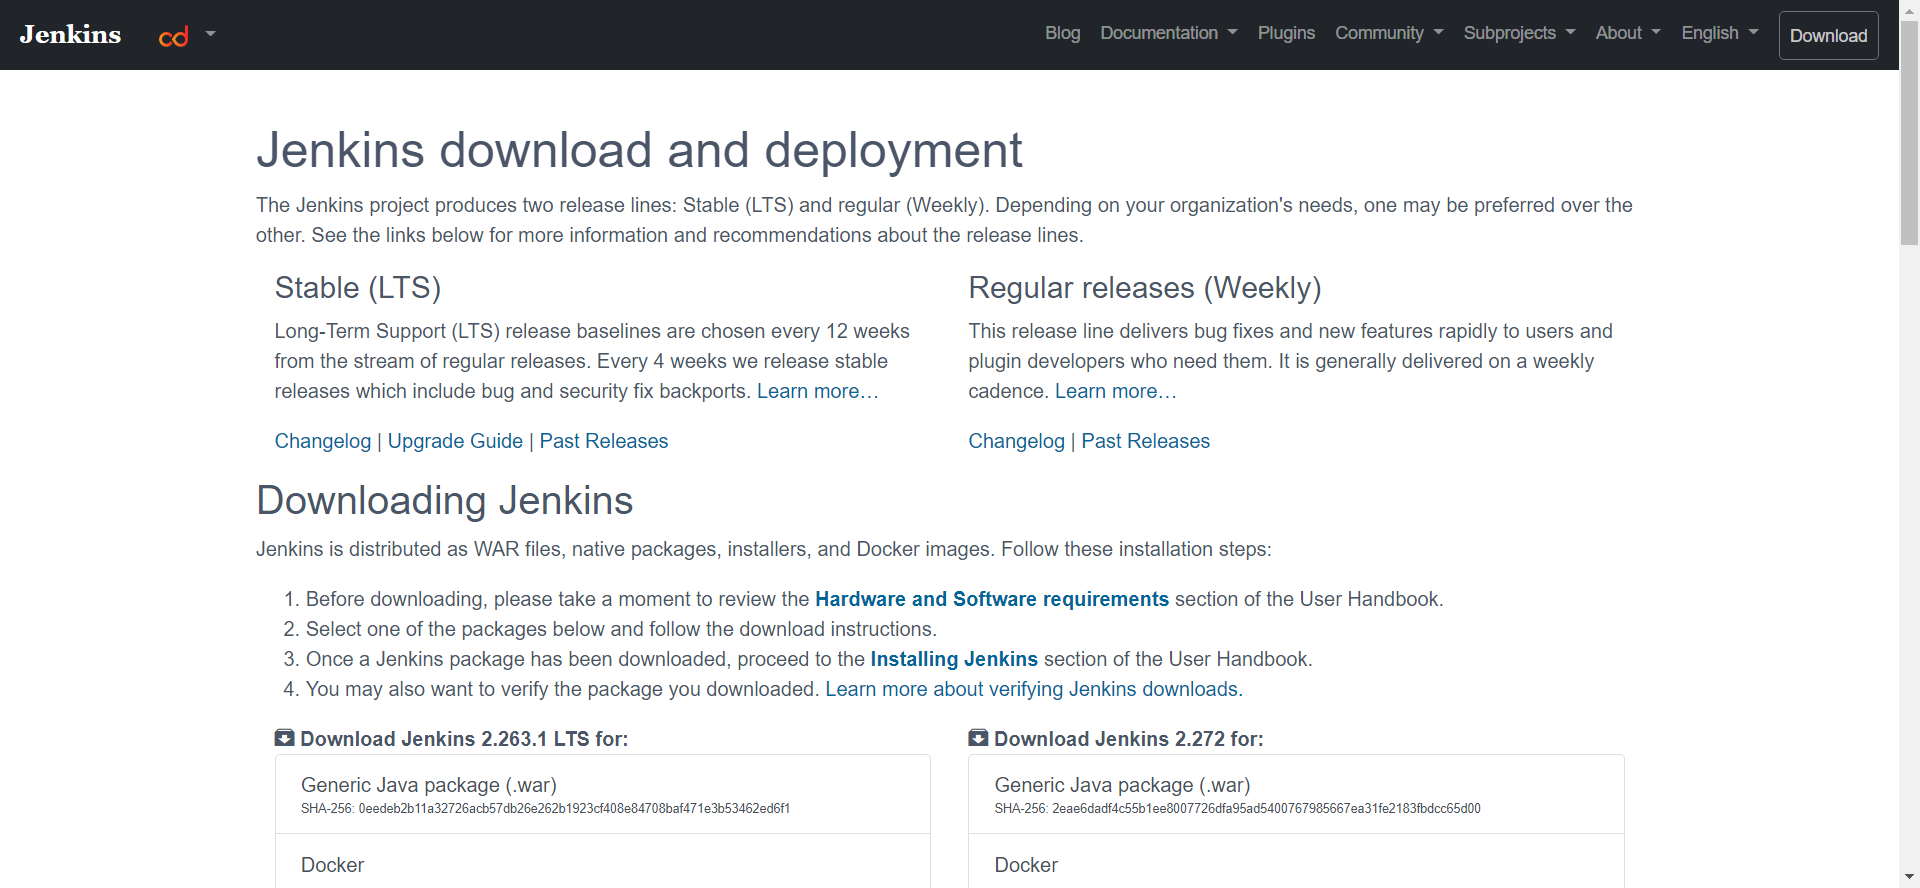 Jenkins
cd
Blog Documentation Plugins Community Subprojects About English Download
Jenkins download and deployment
The Jenkins project produces two release lines: Stable (LTS) and regular (Weekly). Depending on your organization's needs, one may be preferred over the
other. See the links below for more information and recommendations about the release lines.
Stable (LTS)
Long-Term Support (LTS) release baselines are chosen every 12 weeks
from the stream of regular releases. Every 4 weeks we release stable
releases which include bug and security fix backports. Learn more…
Changelog | Upgrade Guide | Past Releases
Regular releases (Weekly)
This release line delivers bug fixes and new features rapidly to users and
plugin developers who need them. It is generally delivered on a weekly
cadence. Learn more…
Changelog | Past Releases
Downloading Jenkins
Jenkins is distributed as WAR files, native packages, installers, and Docker images. Follow these installation steps:
1. Before downloading, please take a moment to review the Hardware and Software requirements section of the User Handbook.
2. Select one of the packages below and follow the download instructions.
3. Once a Jenkins package has been downloaded, proceed to the Installing Jenkins section of the User Handbook.
4. You may also want to verify the package you downloaded. Learn more about verifying Jenkins downloads.
Download Jenkins 2.263.1 LTS for:
Generic Java package (.war)
SHA-256: 0eedeb2b11a32726acb57db26e262b1923cf408e84708baf471e3b53462ed6f1
Docker
Download Jenkins 2.272 for:
Generic Java package (.war)
SHA-256: 2eae6dadf4c55b1ee8007726dfa95ad5400767985667ea31fe2183fbdcc65d00
Docker